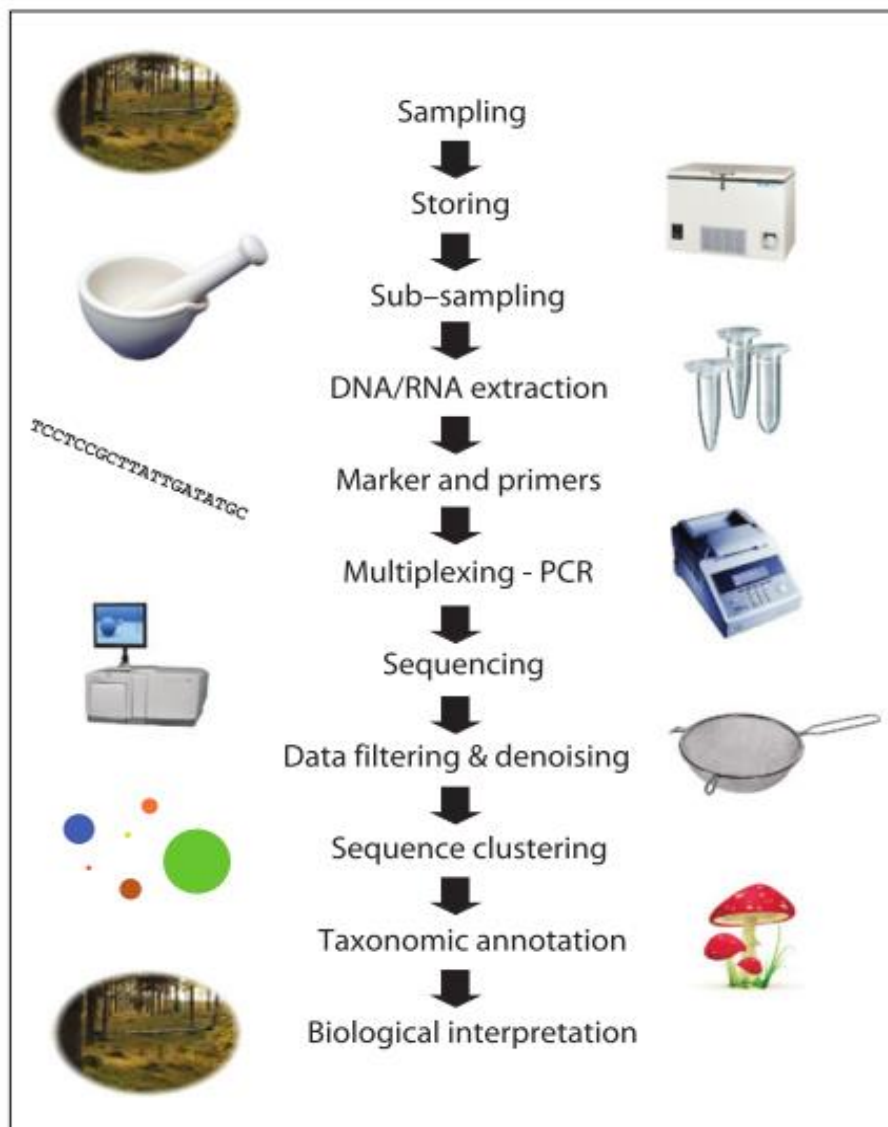 Sampling
Storing
Sub–sampling
DNA/RNA extraction
TCCTCCGCTTATTGATATGC
Marker and primers
Multiplexing - PCR
Sequencing
Data filtering & denoising
Sequence clustering
Taxonomic annotation
Biological interpretation